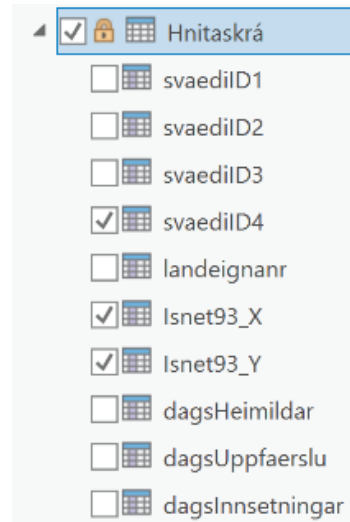 Hnitaskrá
svaediID1
svaediID2
svaediID3
svaediID4
landeignanr
Isnet93_X
Isnet93_Y
dagsHeimildar
dagsUppfaerslu
dagsInnsetningar